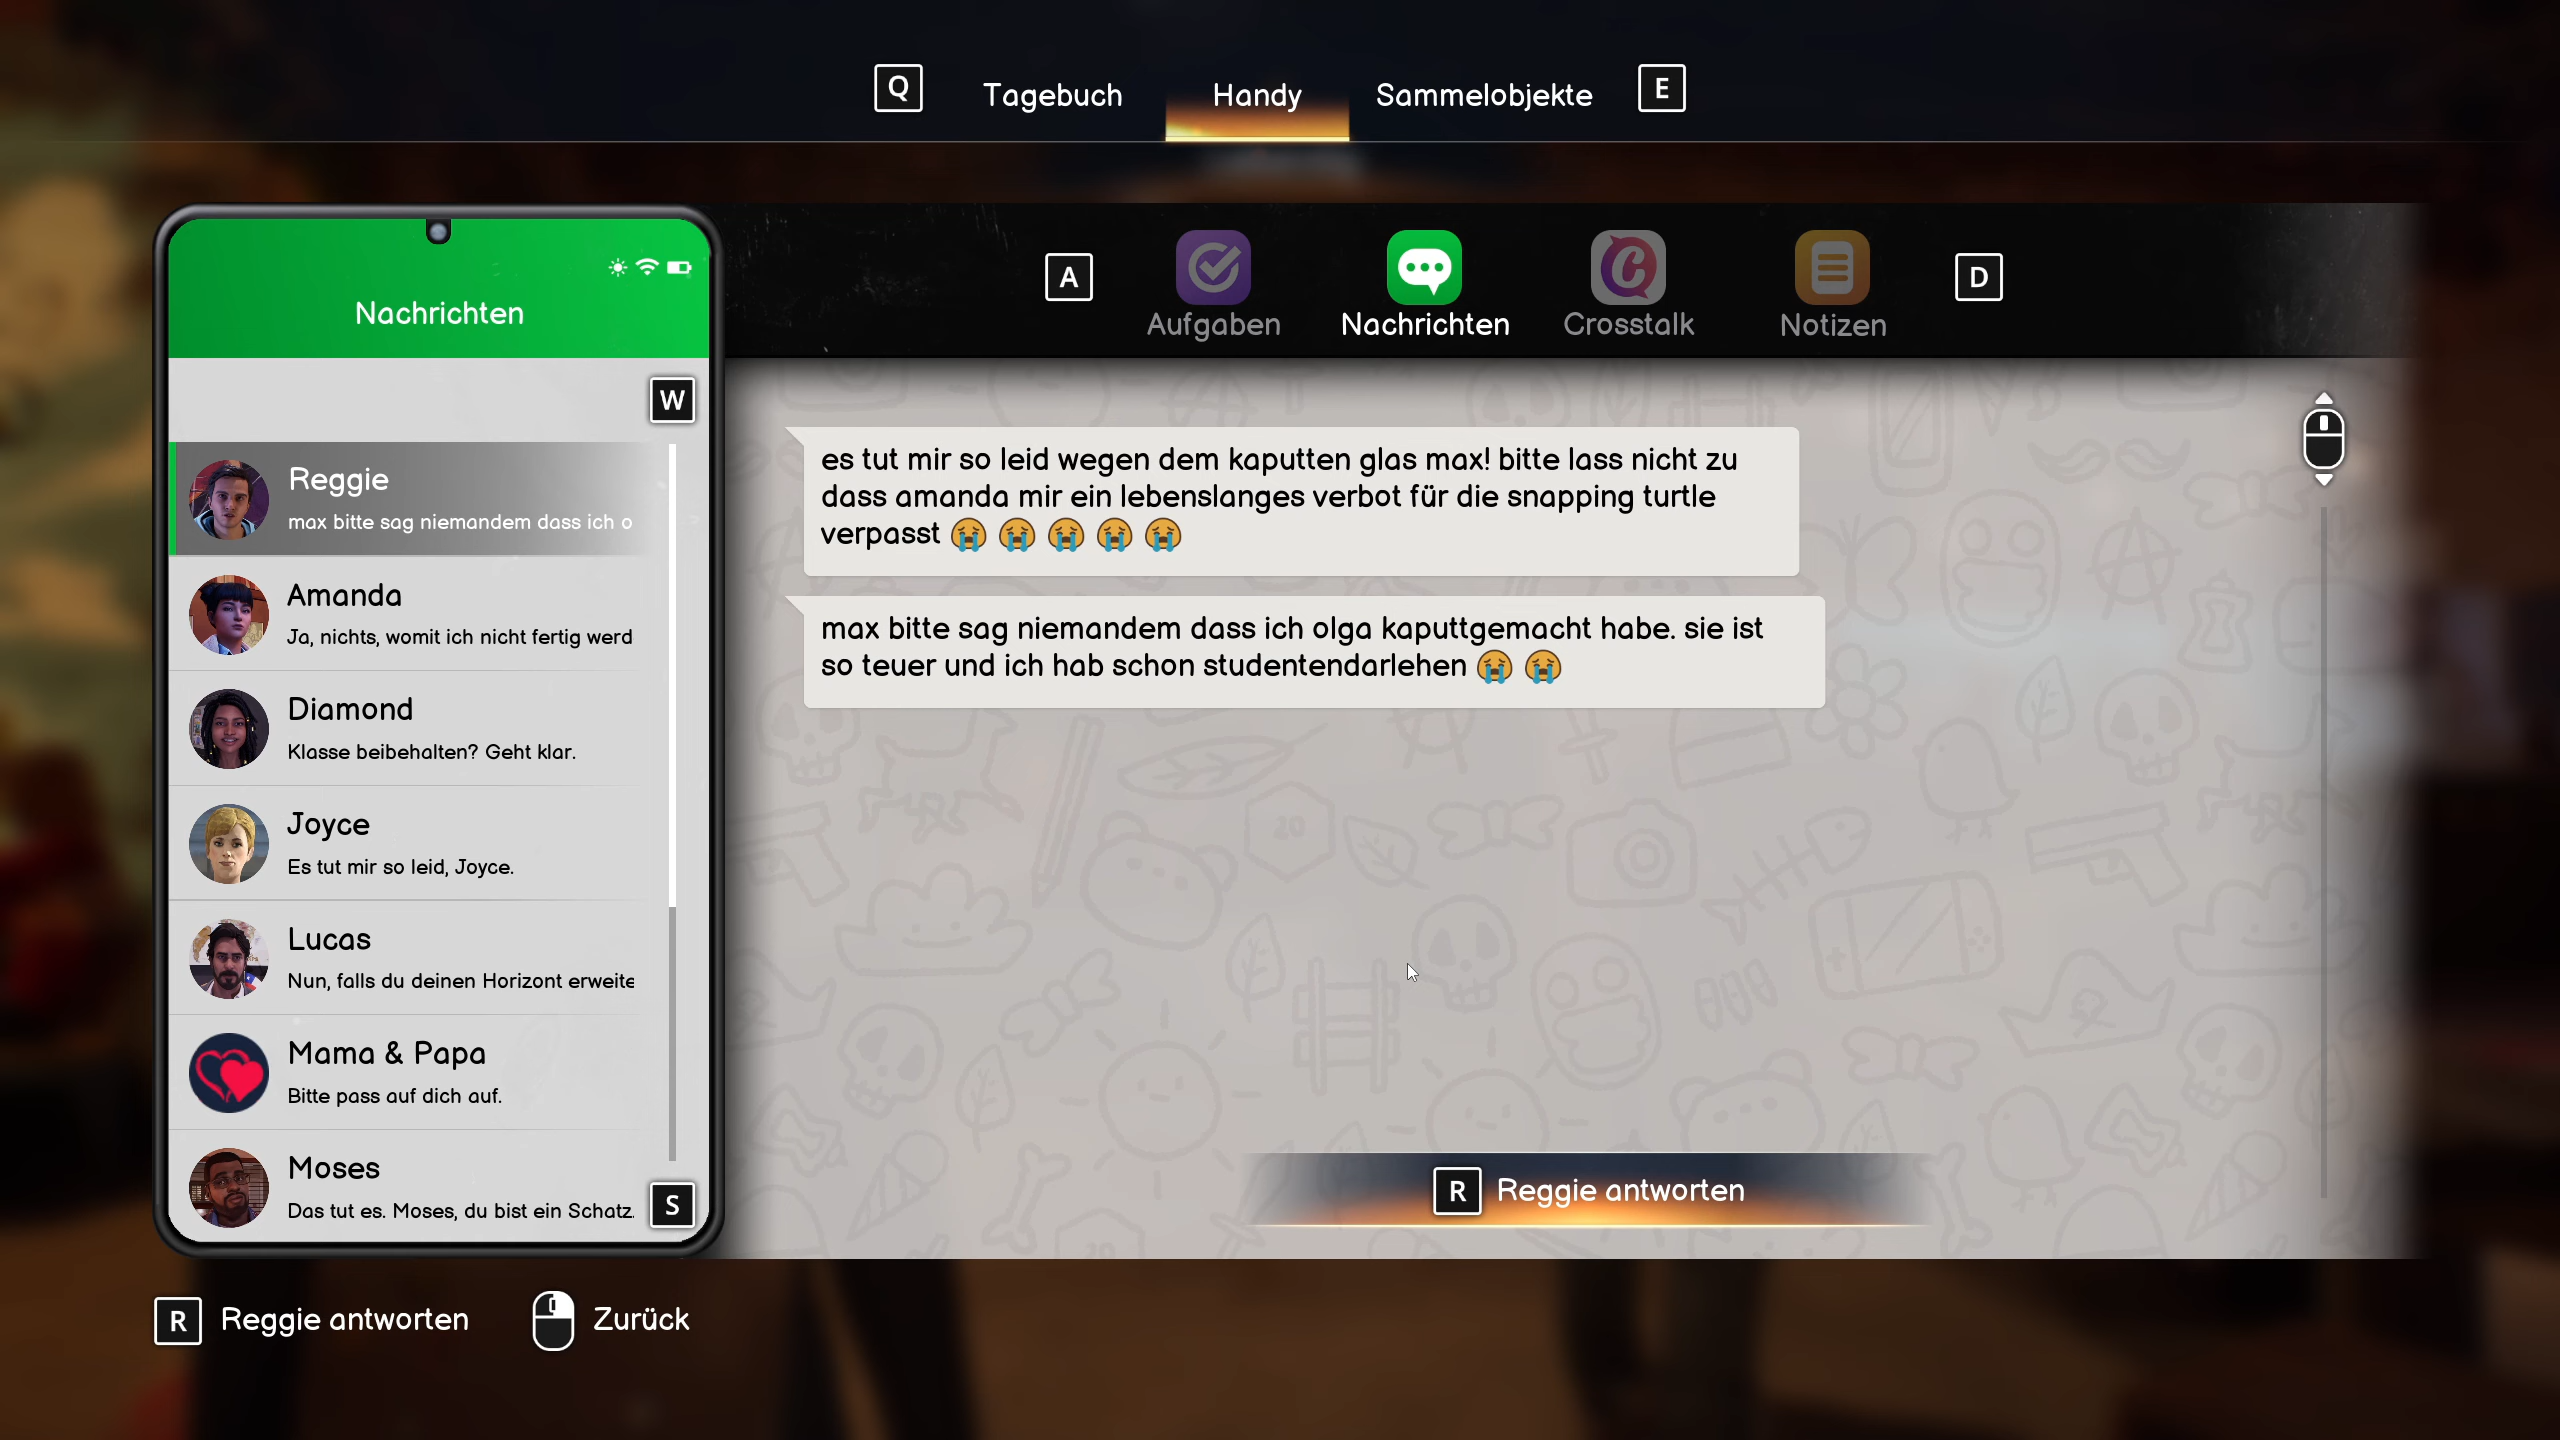 Q Tagebuch Handy Sammelobjekte E
Nachrichten
W
Reggie
max bitte sag niemandem dass ich o
Amanda
Ja, nichts, womit ich nicht fertig werd
Diamond
Klasse beibehalten? Geht klar.
Joyce
Es tut mir so leid, Joyce.
Lucas
Nun, falls du deinen Horizont erweite
Mama & Papa
Bitte pass auf dich auf.
Moses
Das tut es. Moses, du bist ein Schatz.
S
A Aufgaben Nachrichten Crosstalk Notizen D
es tut mir so leid wegen dem kaputten glas max! bitte lass nicht zu
dass amanda mir ein lebenslanges verbot für die snapping turtle
verpasst 😭 😭 😭 😭 😭
max bitte sag niemandem dass ich olga kaputtgemacht habe. sie ist
so teuer und ich hab schon studentendarlehen 😭 😭
R Reggie antworten
R Reggie antworten Zurück